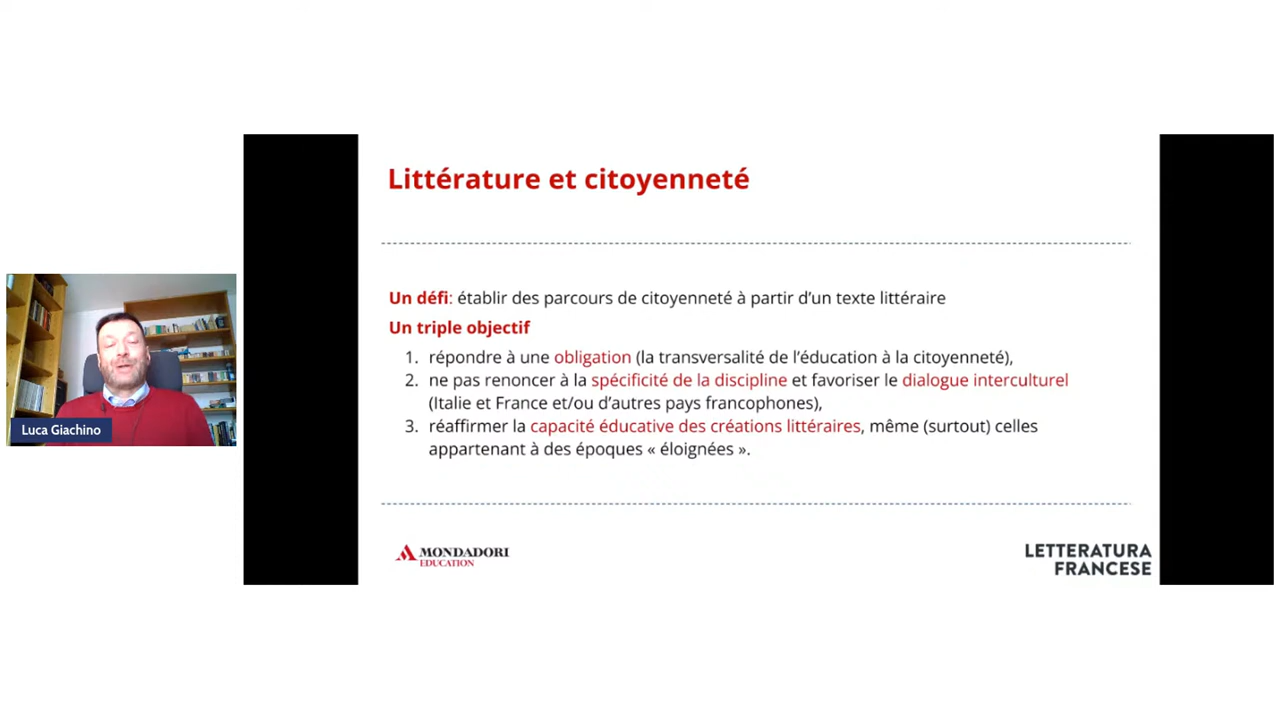 Littérature et citoyenneté
Un défi: établir des parcours de citoyenneté à partir d'un texte littéraire
Un triple objectif
1. répondre à une obligation (la transversalité de l'éducation à la citoyenneté),
2. ne pas renoncer à la spécificité de la discipline et favoriser le dialogue interculturel
(Italie et France et/ou d'autres pays francophones),
3. réaffirmer la capacité éducative des créations littéraires, même (surtout) celles
appartenant à des époques « éloignées ».
Luca Giachino
MONDADORI
EDUCATION
LETTERATURA
FRANCESE